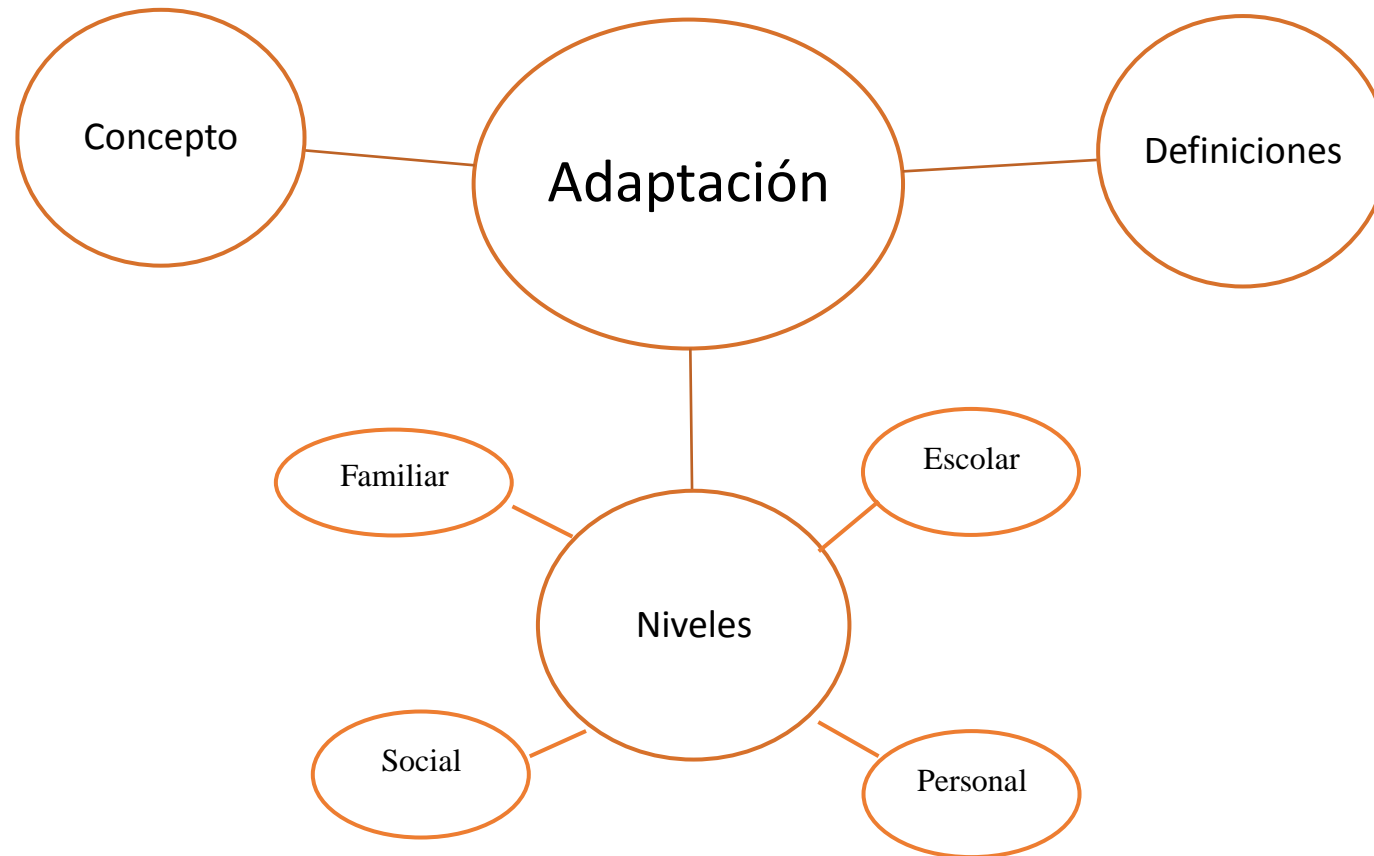 Concepto
Adaptación
Definiciones
Familiar
Escolar
Niveles
Social
Personal